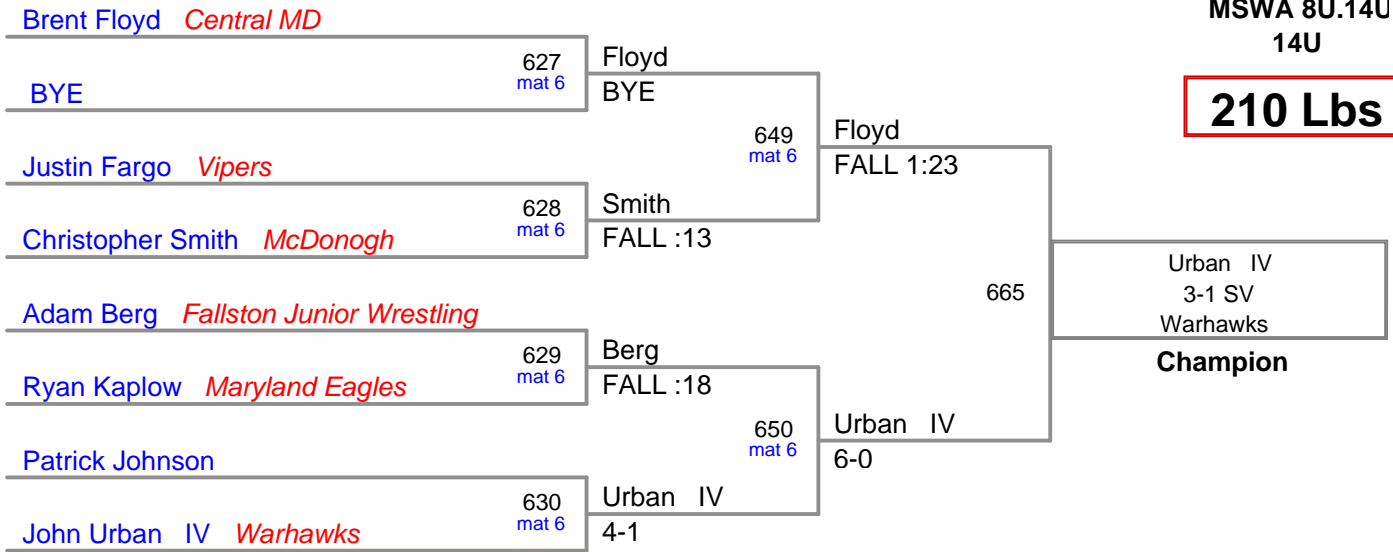 MSWA 8U.14U
14U
210 Lbs
Brent Floyd Central MD
BYE
627
mat 6
Floyd
BYE
Justin Fargo Vipers
Christopher Smith McDonogh
628
mat 6
Smith
FALL :13
649
mat 6
Floyd
FALL 1:23
Adam Berg Fallston Junior Wrestling
Ryan Kaplow Maryland Eagles
629
mat 6
Berg
FALL :18
Patrick Johnson
John Urban IV Warhawks
630
mat 6
Urban IV
4-1
650
mat 6
Urban IV
6-0
665
Urban IV
3-1 SV
Warhawks
Champion